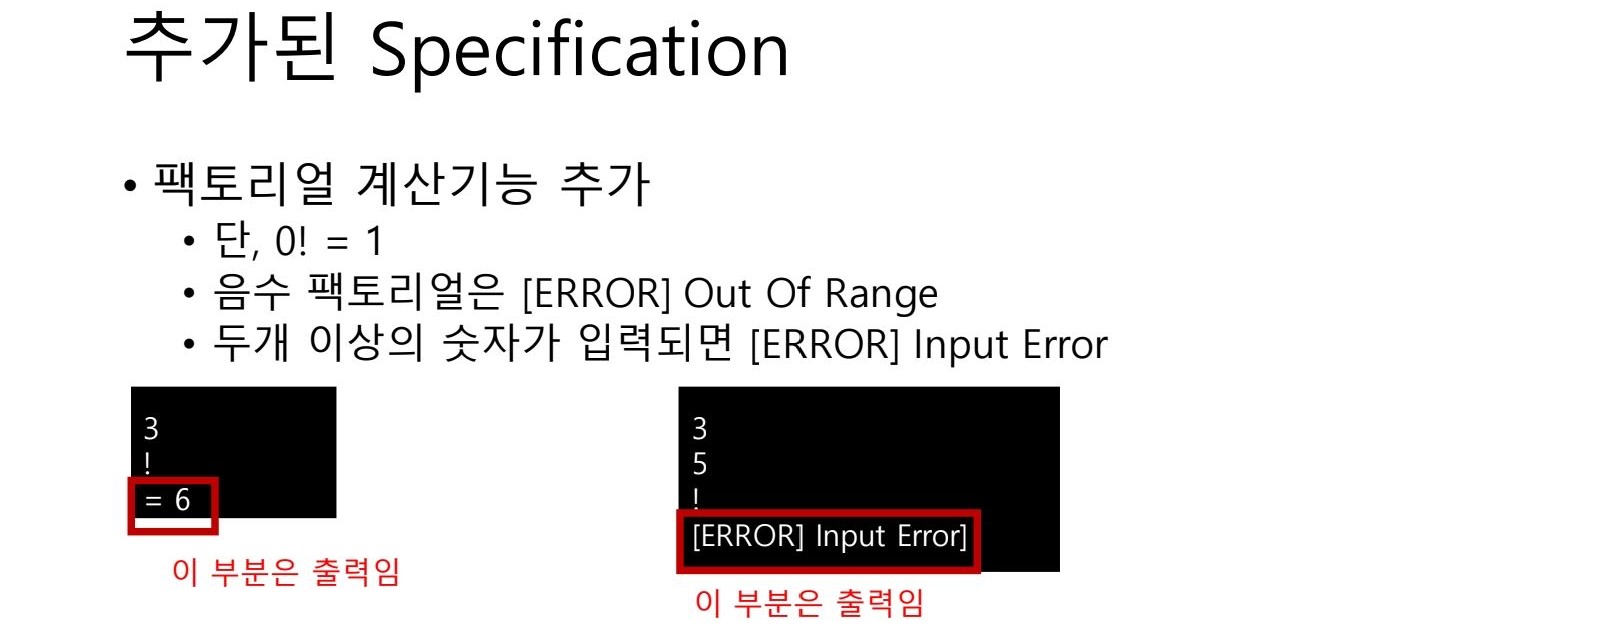 추가된 Specification
• 팩토리얼 계산기능 추가
• 단, 0! = 1
• 음수 팩토리얼은 [ERROR] Out Of Range
• 두개 이상의 숫자가 입력되면 [ERROR] Input Error
3
!
= 6
이 부분은 출력임
3
5
!
[ERROR] Input Error]
이 부분은 출력임